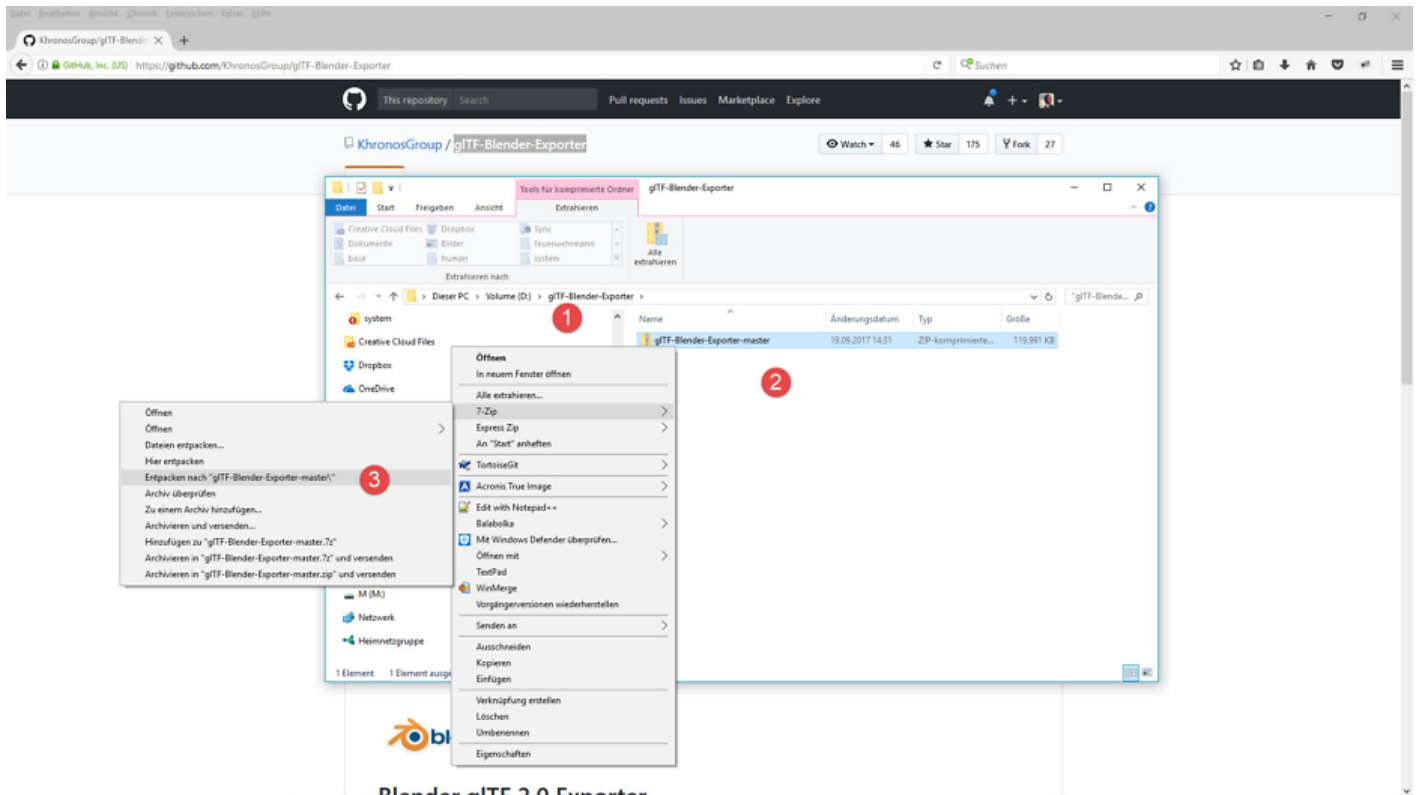 Datei Bearbeiten Ansicht Chronik Lesezeichen Extras Hilfe
KhronosGroup/glTF-Blende
GitHub, Inc. (US) https://github.com/KhronosGroup/glTF-Blender-Exporter
Suchen
This repository Search Pull requests Issues Marketplace Explore
KhronosGroup / glTF-Blender-Exporter
Watch 46 Star 175 Fork 27
Tools für komprimierte Ordner glTF-Blender-Exporter
Datei Start Freigeben Ansicht Extrahieren
Creative Cloud Files Dropbox Sync
Dokumente Bilder feuerwehrmann
base human system
Alle extrahieren
Extrahieren nach
Dieser PC > Volume (D:) > glTF-Blender-Exporter >
"glTF-Blende...
1
system
Creative Cloud Files
Dropbox
OneDrive
Name Änderungsdatum Typ Größe
glTF-Blender-Exporter-master 19.09.2017 14:31 ZIP-komprimierte... 119.991 KB
2
Öffnen
In neuem Fenster öffnen
Alle extrahieren...
7-Zip
Express Zip
An "Start" anheften
TortoiseGit
Acronis True Image
Edit with Notepad++
Balabolka
Mit Windows Defender überprüfen...
Öffnen mit
TextPad
WinMerge
Vorgängerversionen wiederherstellen
Senden an
Ausschneiden
Kopieren
Einfügen
Verknüpfung erstellen
Löschen
Umbenennen
Eigenschaften
Öffnen
Öffnen
Dateien entpacken...
Hier entpacken
Entpacken nach "glTF-Blender-Exporter-master\"
3
Archiv überprüfen
Zu einem Archiv hinzufügen...
Archivieren und versenden...
Hinzufügen zu "glTF-Blender-Exporter-master.7z"
Archivieren in "glTF-Blender-Exporter-master.7z" und versenden
Archivieren in "glTF-Blender-Exporter-master.zip" und versenden
M (M:)
Netzwerk
Heimnetzgruppe
1 Element 1 Element ausge
bl
Blender glTF 2.0 Exporter